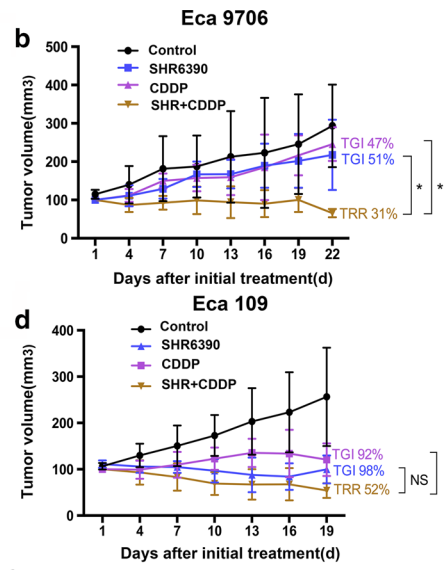 Eca 9706
b
Tumor volume(mm3)
500
400
300
200
100
0
Control
SHR6390
CDDP
SHR+CDDP
TGI 47%
TGI 51%
TRR 31%
*
*
1 4 7 10 13 16 19 22
Days after initial treatment(d)
Eca 109
d
Tumor volume(mm3)
400
300
200
100
0
Control
SHR6390
CDDP
SHR+CDDP
TGI 92%
TGI 98%
TRR 52%
NS
1 4 7 10 13 16 19
Days after initial treatment(d)